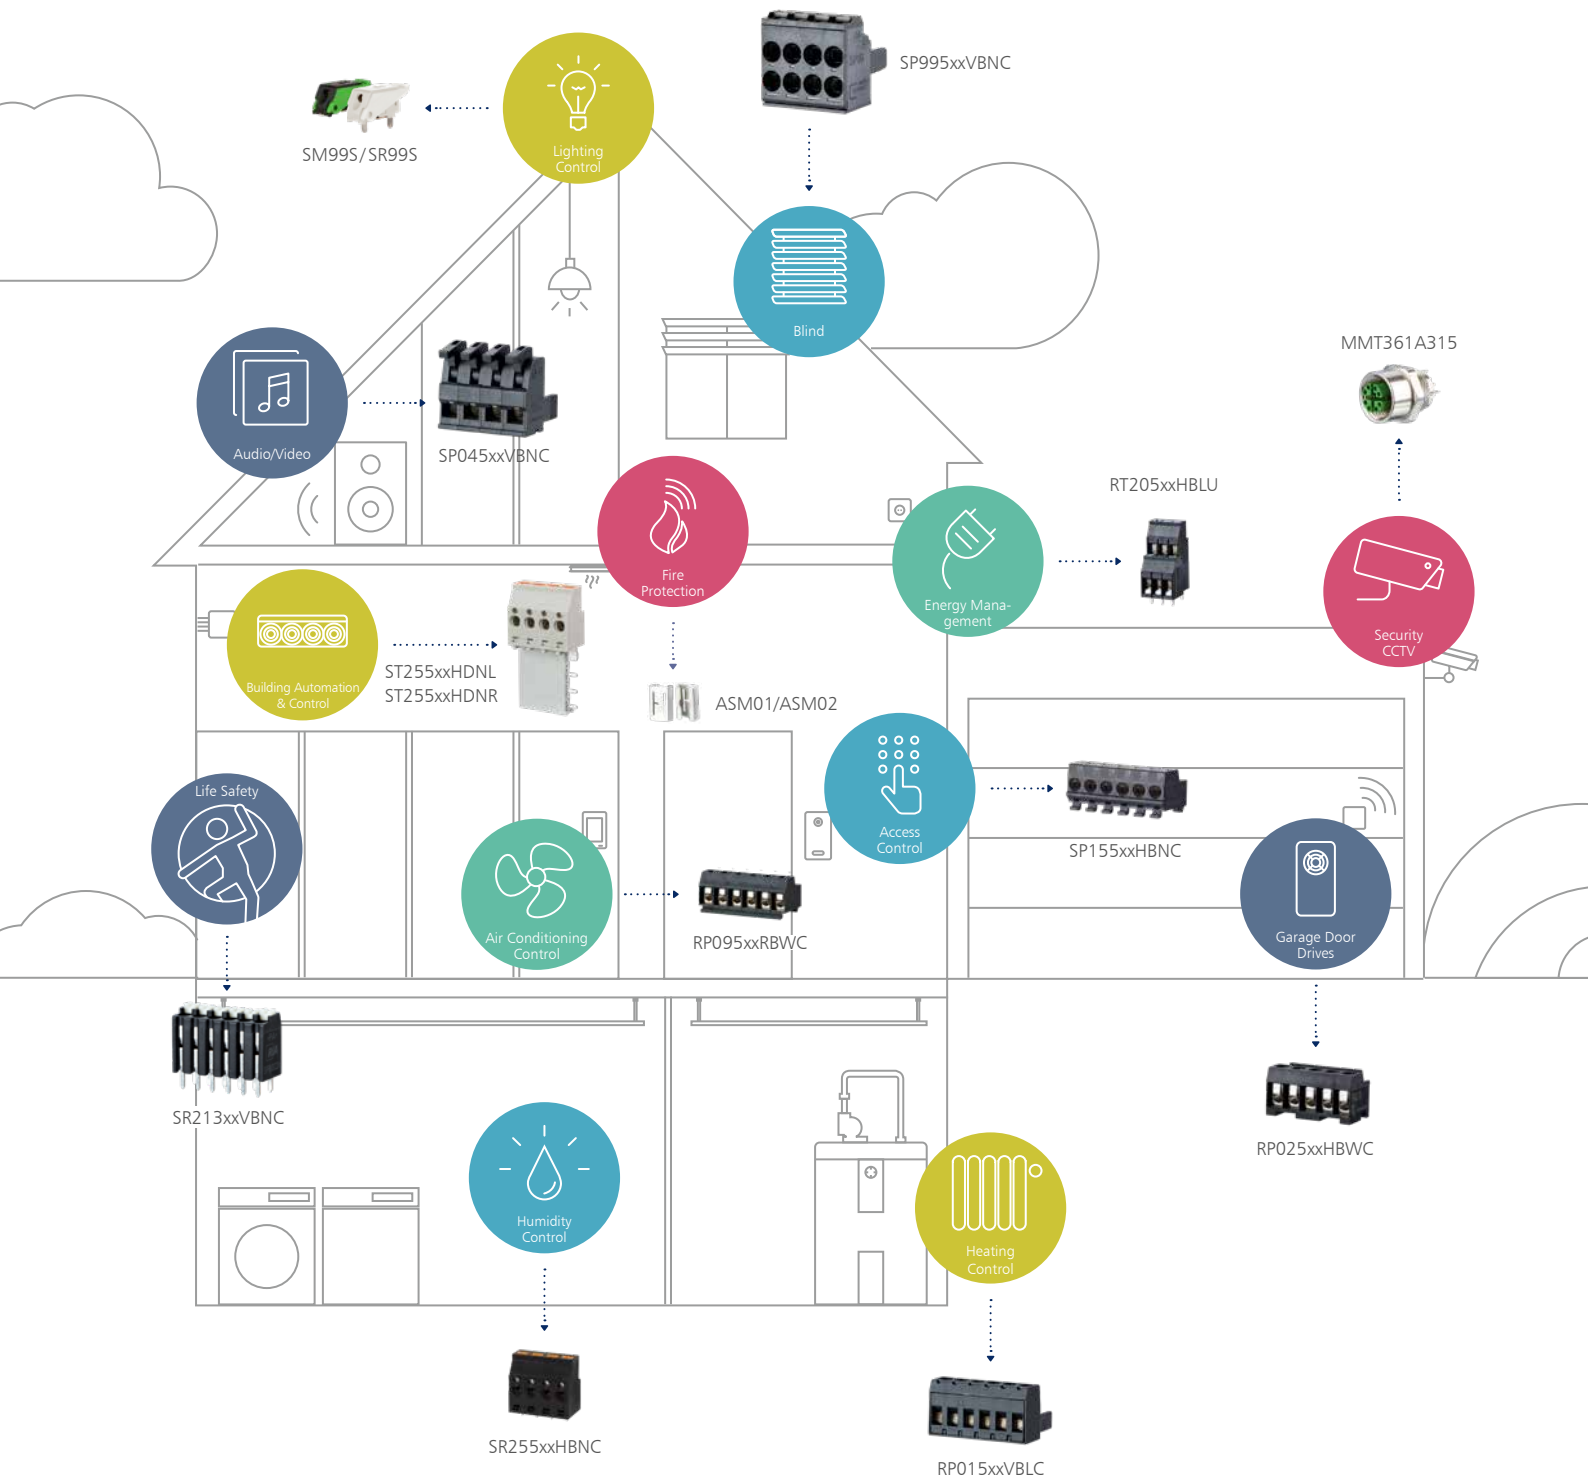 SP995xxVBNC
Lighting
Control
SM99S/SR99S
Blind
MMT361A315
Audio/Video
SP045xxVBNC
RT205xxHBLU
Fire
Protection
Energy Mana-
gement
Security
CCTV
Building Automation
& Control
ST255xxHDNL
ST255xxHDNR
ASM01/ASM02
Life Safety
Access
Control
SP155xxHBNC
Air Conditioning
Control
RP095xxRBWC
Garage Door
Drives
SR213xxVBNC
RP025xxHBWC
Humidity
Control
Heating
Control
SR255xxHBNC
RP015xxVBLC